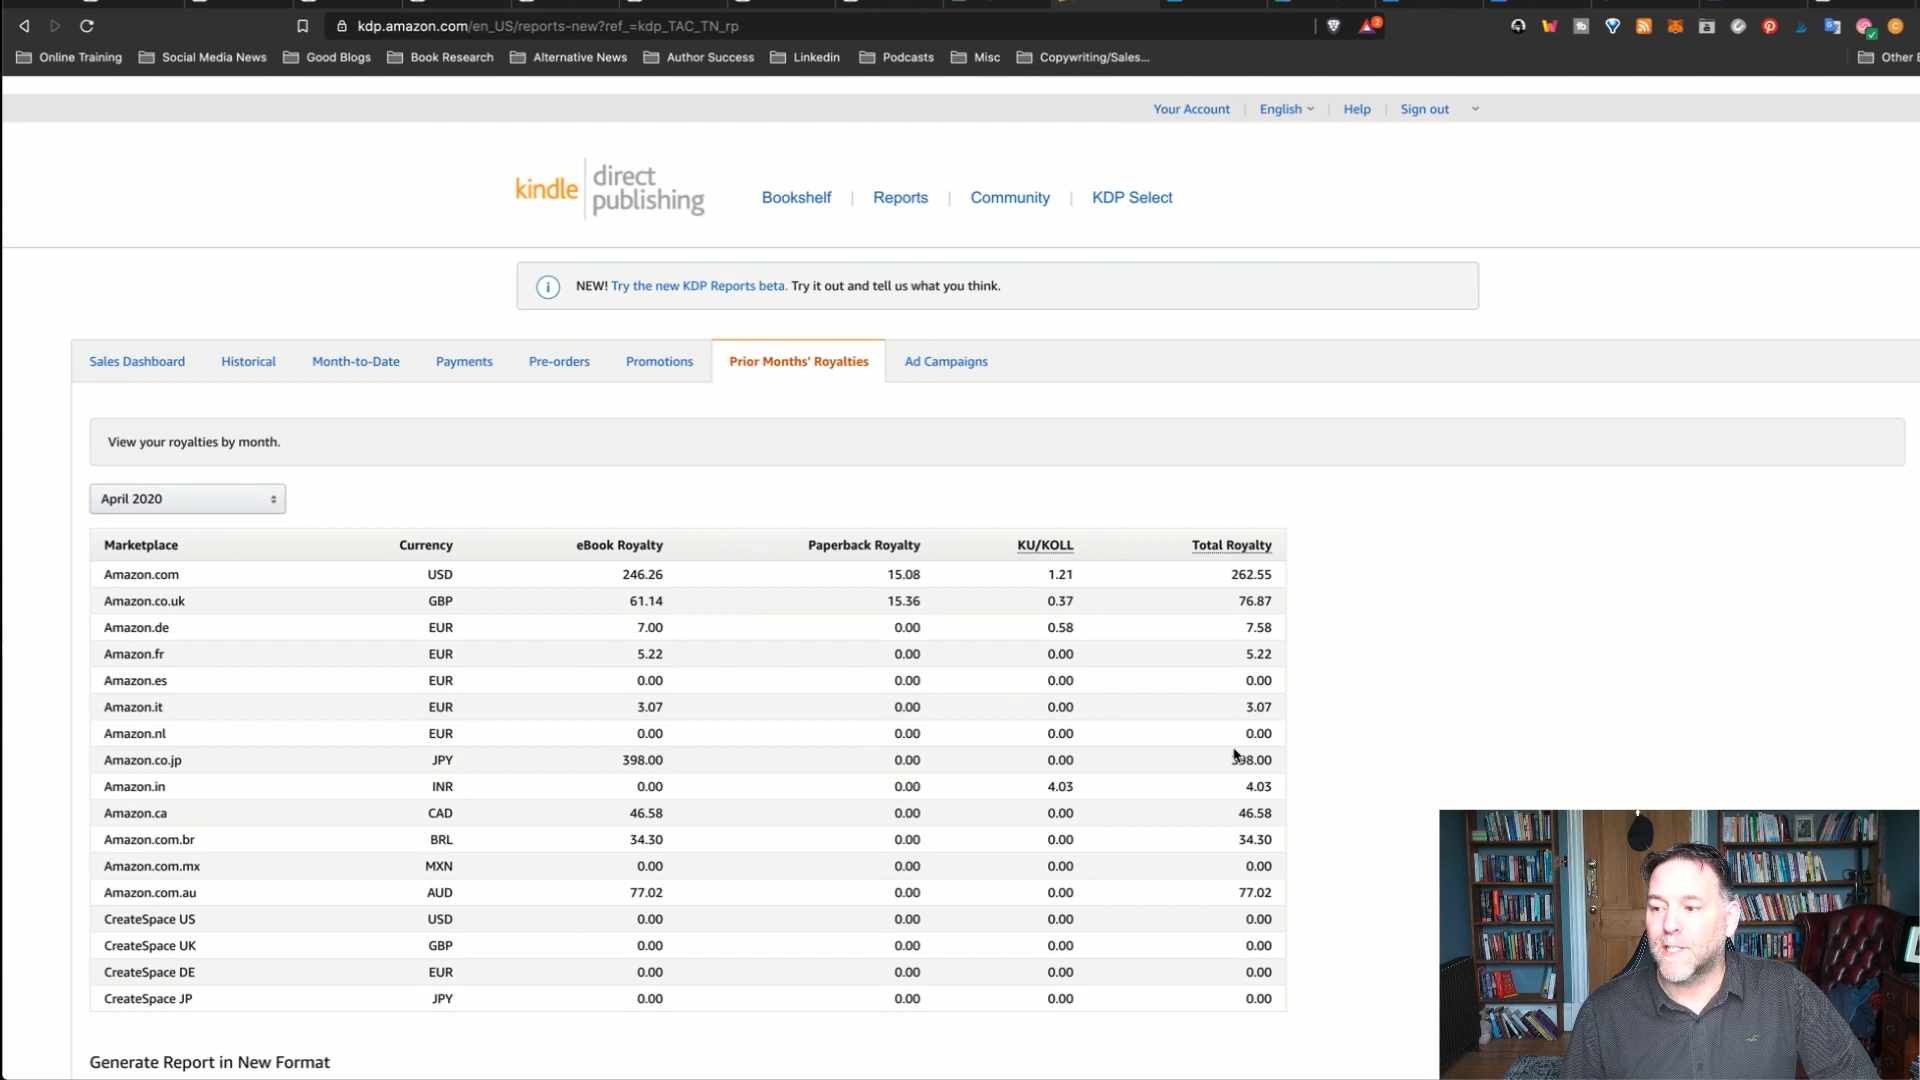 kdp.amazon.com/en_US/reports-new?ref_=kdp_TAC_TN_rp 2
Online Training Social Media News Good Blogs Book Research Alternative News Author Success Linkedin Podcasts Misc Copywriting/Sales... Other
Your Account English Help Sign out
kindle direct publishing Bookshelf Reports Community KDP Select
NEW! Try the new KDP Reports beta. Try it out and tell us what you think.
Sales Dashboard Historical Month-to-Date Payments Pre-orders Promotions Prior Months' Royalties Ad Campaigns
View your royalties by month.
April 2020
Marketplace Currency eBook Royalty Paperback Royalty KU/KOLL Total Royalty
Amazon.com USD 246.26 15.08 1.21 262.55
Amazon.co.uk GBP 61.14 15.36 0.37 76.87
Amazon.de EUR 7.00 0.00 0.58 7.58
Amazon.fr EUR 5.22 0.00 0.00 5.22
Amazon.es EUR 0.00 0.00 0.00 0.00
Amazon.it EUR 3.07 0.00 0.00 3.07
Amazon.nl EUR 0.00 0.00 0.00 0.00
Amazon.co.jp JPY 398.00 0.00 0.00 398.00
Amazon.in INR 0.00 0.00 4.03 4.03
Amazon.ca CAD 46.58 0.00 0.00 46.58
Amazon.com.br BRL 34.30 0.00 0.00 34.30
Amazon.com.mx MXN 0.00 0.00 0.00 0.00
Amazon.com.au AUD 77.02 0.00 0.00 77.02
CreateSpace US USD 0.00 0.00 0.00 0.00
CreateSpace UK GBP 0.00 0.00 0.00 0.00
CreateSpace DE EUR 0.00 0.00 0.00 0.00
CreateSpace JP JPY 0.00 0.00 0.00 0.00
Generate Report in New Format